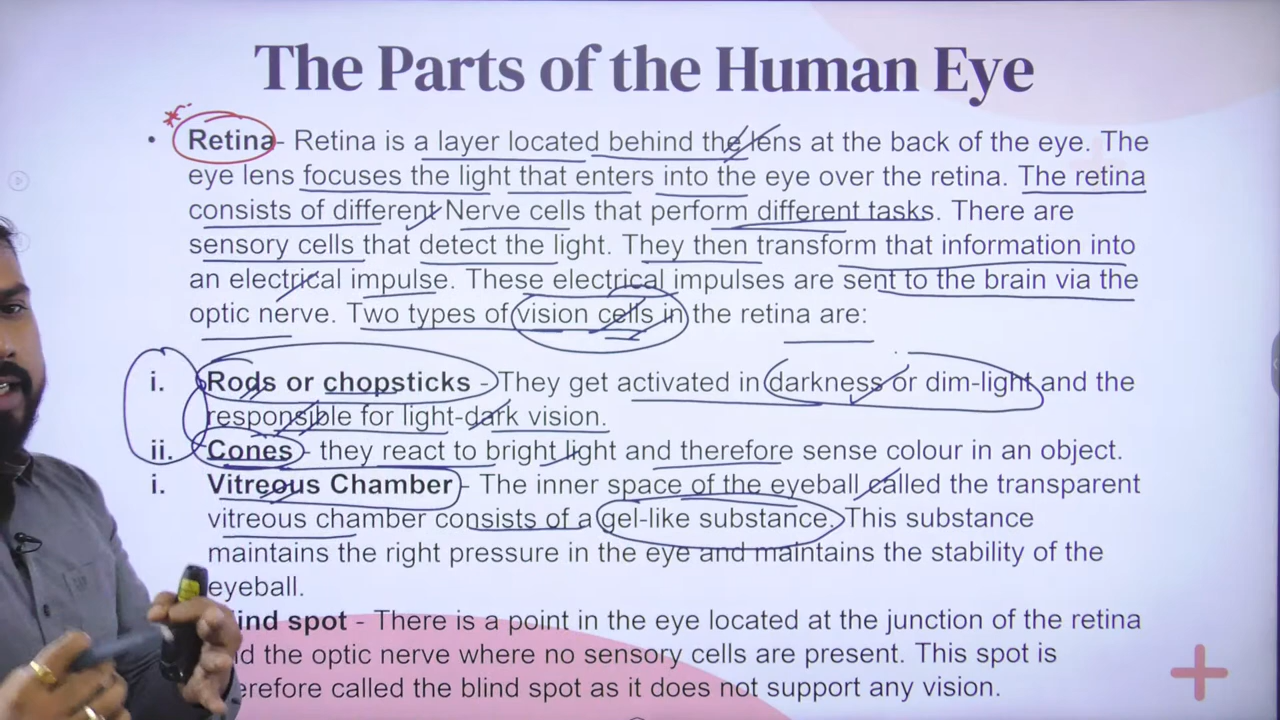 The Parts of the Human Eye
• Retina- Retina is a layer located behind the lens at the back of the eye. The
eye lens focuses the light that enters into the eye over the retina. The retina
consists of different Nerve cells that perform different tasks. There are
sensory cells that detect the light. They then transform that information into
an electrical impulse. These electrical impulses are sent to the brain via the
optic nerve. Two types of vision cells in the retina are:
i. Rods or chopsticks - They get activated in darkness or dim-light and the
responsible for light-dark vision.
ii. Cones - they react to bright light and therefore sense colour in an object.
i. Vitreous Chamber - The inner space of the eyeball called the transparent
vitreous chamber consists of a gel-like substance. This substance
maintains the right pressure in the eye and maintains the stability of the
eyeball.
ind spot - There is a point in the eye located at the junction of the retina
d the optic nerve where no sensory cells are present. This spot is
erefore called the blind spot as it does not support any vision.